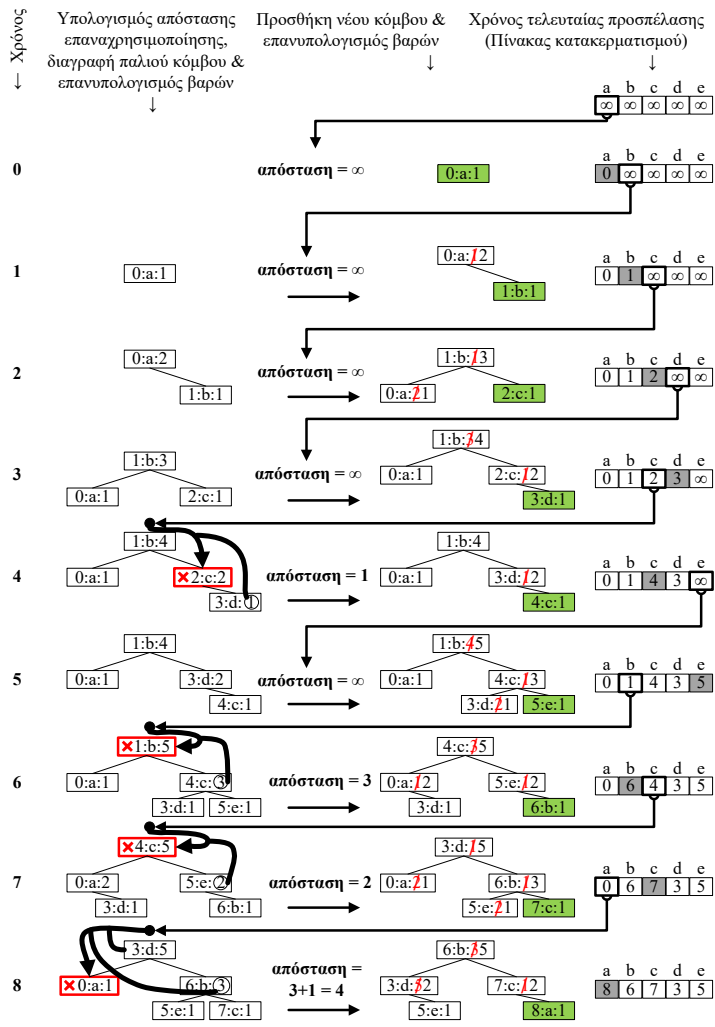 ↓ Χρόνος
Υπολογισμός απόστασης
επαναχρησιμοποίησης,
διαγραφή παλιού κόμβου &
επανυπολογισμός βαρών
↓
Προσθήκη νέου κόμβου &
επανυπολογισμός βαρών
↓
Χρόνος τελευταίας προσπέλασης
(Πίνακας κατακερματισμού)
↓
a b c d e
∞ ∞ ∞ ∞ ∞
0
απόσταση = ∞
0:a:1
a b c d e
0 ∞ ∞ ∞ ∞
1
0:a:1
απόσταση = ∞
0:a:12
1:b:1
a b c d e
0 1 ∞ ∞ ∞
2
0:a:2
1:b:1
απόσταση = ∞
1:b:13
0:a:21 2:c:1
a b c d e
0 1 2 ∞ ∞
3
1:b:3
0:a:1 2:c:1
απόσταση = ∞
1:b:34
0:a:1 2:c:12
3:d:1
a b c d e
0 1 2 3 ∞
4
1:b:4
0:a:1 ×2:c:2
3:d:1
απόσταση = 1
1:b:4
0:a:1 3:d:12
4:c:1
a b c d e
0 1 4 3 ∞
5
1:b:4
0:a:1 3:d:2
4:c:1
απόσταση = ∞
1:b:45
0:a:1 4:c:13
3:d:21 5:e:1
a b c d e
0 1 4 3 5
6
×1:b:5
0:a:1 4:c:3
3:d:1 5:e:1
απόσταση = 3
4:c:35
0:a:12 5:e:12
3:d:1 6:b:1
a b c d e
0 6 4 3 5
7
×4:c:5
0:a:2 5:e:2
3:d:1 6:b:1
απόσταση = 2
3:d:15
0:a:21 6:b:13
5:e:21 7:c:1
a b c d e
0 6 7 3 5
8
3:d:5
×0:a:1 6:b:3
5:e:1 7:c:1
απόσταση =
3+1 = 4
6:b:35
3:d:52 7:c:12
5:e:1 8:a:1
a b c d e
8 6 7 3 5